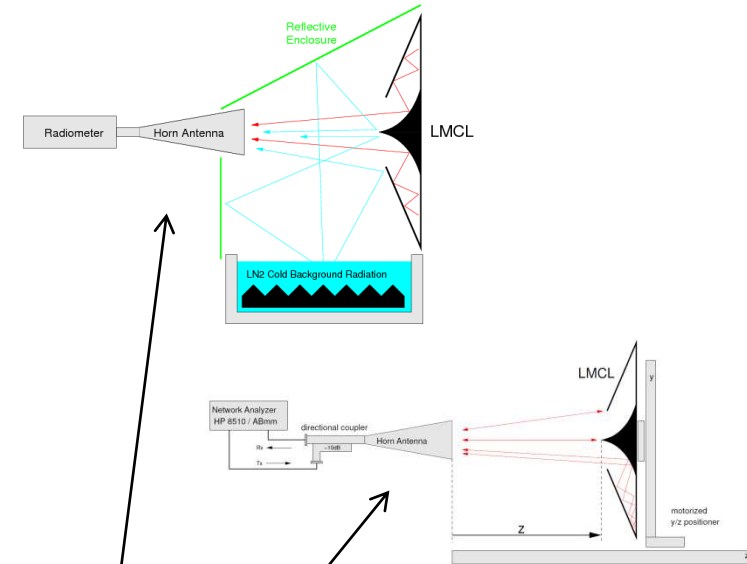 Reflective
Enclosure
Radiometer
Horn Antenna
LMCL
LN2 Cold Background Radiation
LMCL
y
Network Analyzer
HP 8510 / ABmm
directional coupler
Rx
−10dB
Tx
Horn Antenna
z
motorized
y/z positioner
z